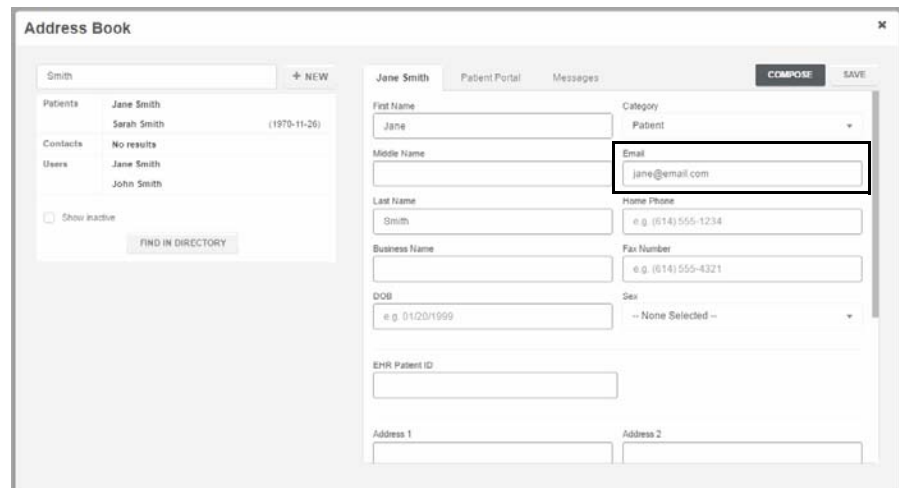 Address Book ×
Smith + NEW
Patients Jane Smith
Sarah Smith (1970-11-26)
Contacts No results
Users Jane Smith
John Smith
Show inactive
FIND IN DIRECTORY
Jane Smith Patient Portal Messages COMPOSE SAVE
First Name Category
Jane Patient
Middle Name Email
jane@email.com
Last Name Home Phone
Smith e.g. (614) 555-1234
Business Name Fax Number
e.g. (614) 555-4321
DOB Sex
e.g. 01/20/1999 -- None Selected --
EHR Patient ID
Address 1 Address 2